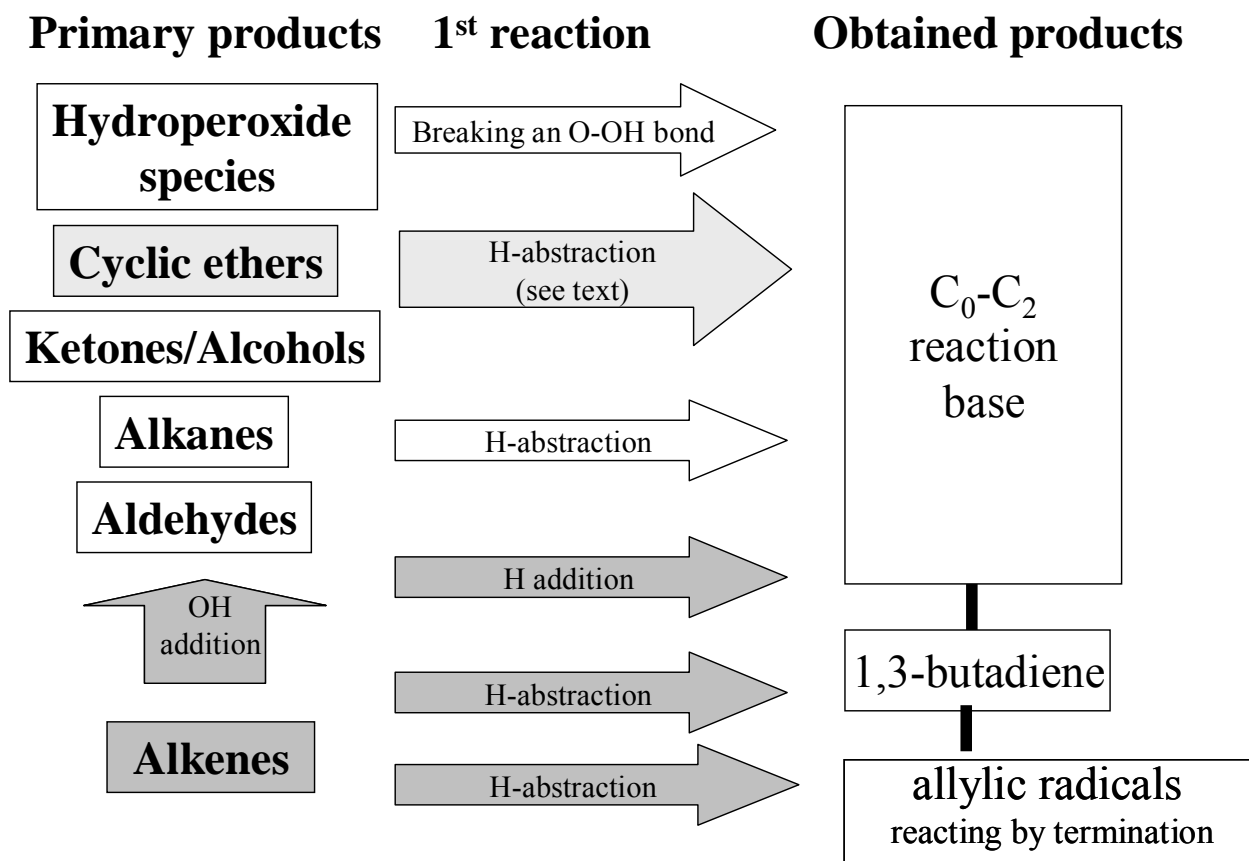 Primary products 1st reaction Obtained products
Hydroperoxide
species
Breaking an O-OH bond
Cyclic ethers
H-abstraction
(see text)
Ketones/Alcohols
Alkanes
H-abstraction
Aldehydes
H addition
OH
addition
H-abstraction
Alkenes
H-abstraction
C0-C2
reaction
base
1,3-butadiene
allylic radicals
reacting by termination